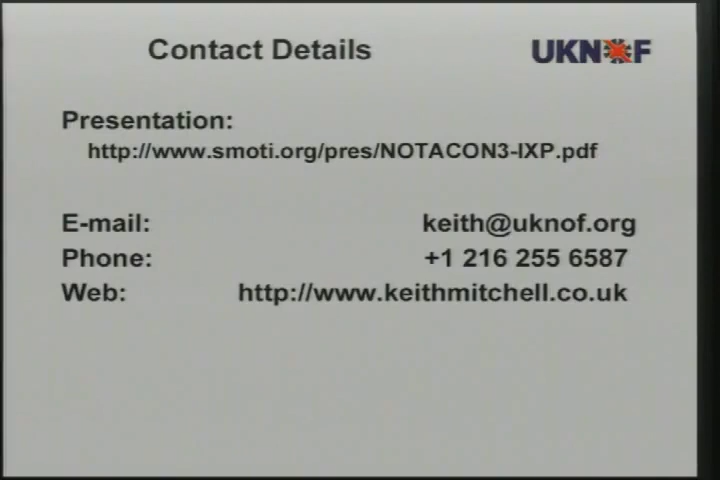 Contact Details
UKNOF
Presentation:
http://www.smoti.org/pres/NOTACON3-IXP.pdf
E-mail: keith@uknof.org
Phone: +1 216 255 6587
Web: http://www.keithmitchell.co.uk